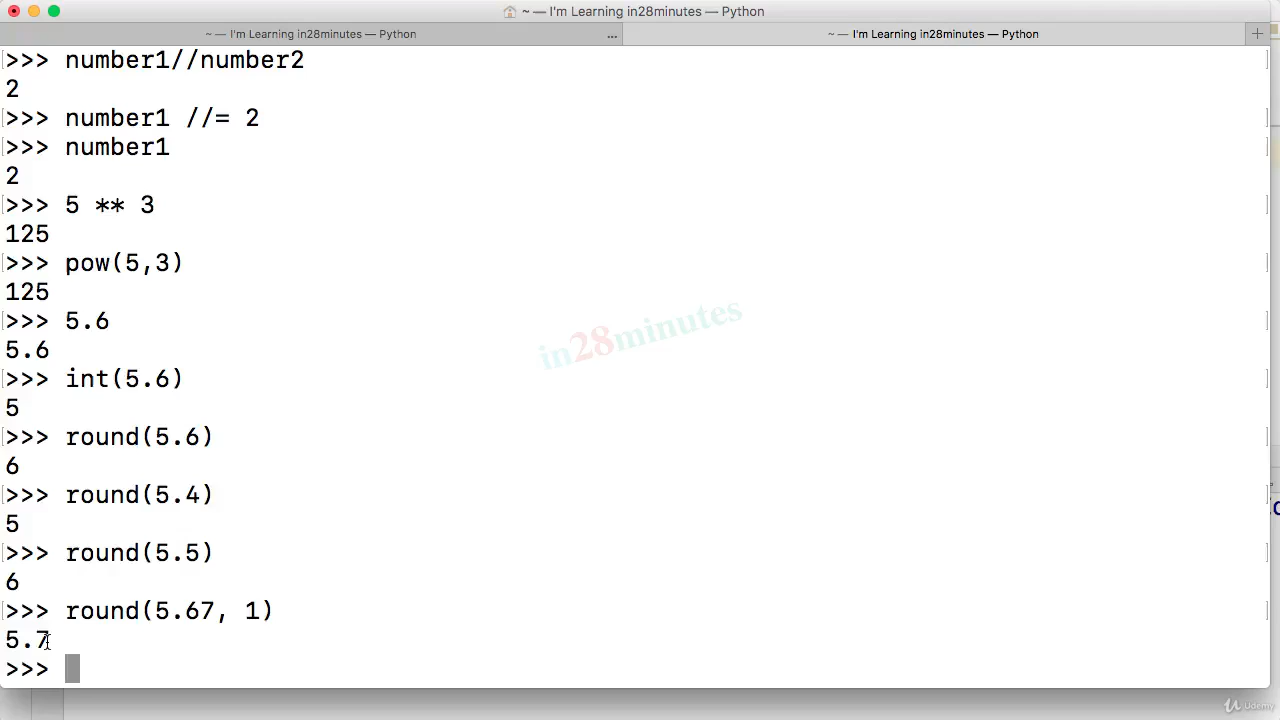 ~ — I'm Learning in28minutes — Python
~ — I'm Learning in28minutes — Python ...
~ — I'm Learning in28minutes — Python +
>>> number1//number2
2
>>> number1 //= 2
>>> number1
2
>>> 5 ** 3
125
>>> pow(5,3)
125
>>> 5.6
5.6
>>> int(5.6)
5
>>> round(5.6)
6
>>> round(5.4)
5
>>> round(5.5)
6
>>> round(5.67, 1)
5.7
>>>
in28minutes
Udemy